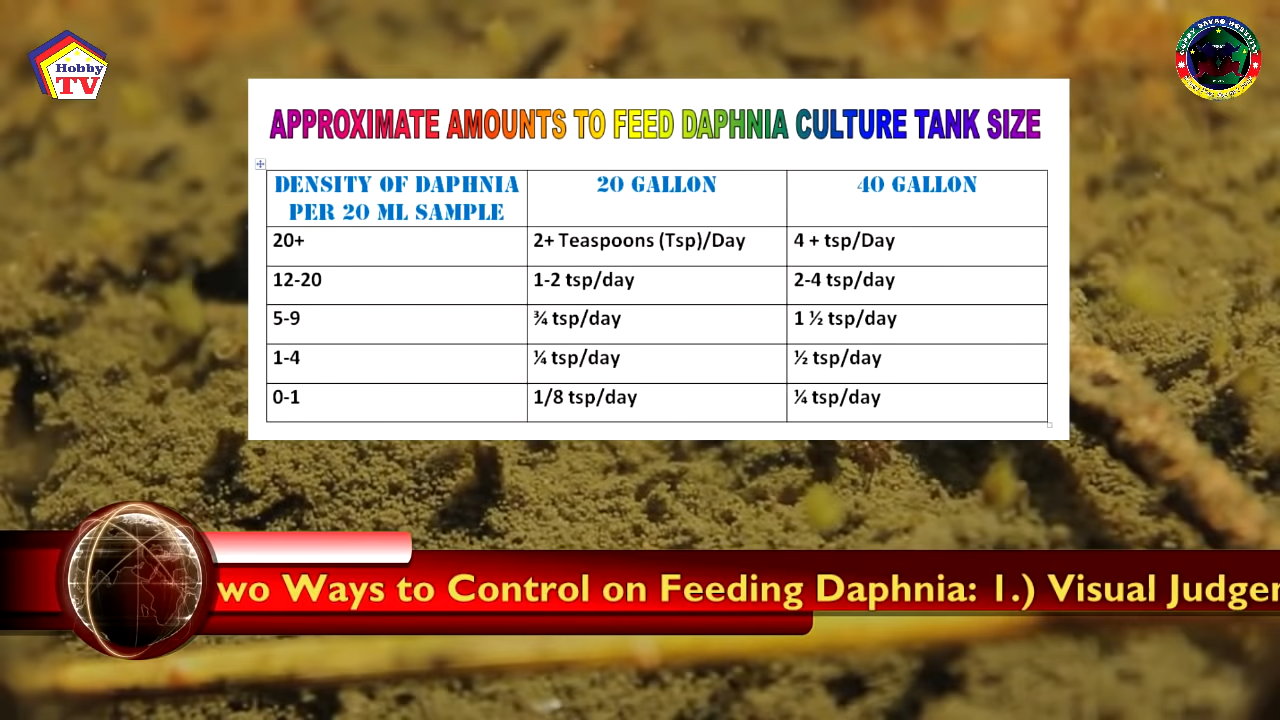 Hobby
TV
APPROXIMATE AMOUNTS TO FEED DAPHNIA CULTURE TANK SIZE
DENSITY OF DAPHNIA PER 20 ML SAMPLE
20 GALLON
40 GALLON
20+
2+ Teaspoons (Tsp)/Day
4 + tsp/Day
12-20
1-2 tsp/day
2-4 tsp/day
5-9
¾ tsp/day
1 ½ tsp/day
1-4
¼ tsp/day
½ tsp/day
0-1
1/8 tsp/day
¼ tsp/day
wo Ways to Control on Feeding Daphnia: 1.) Visual Judger